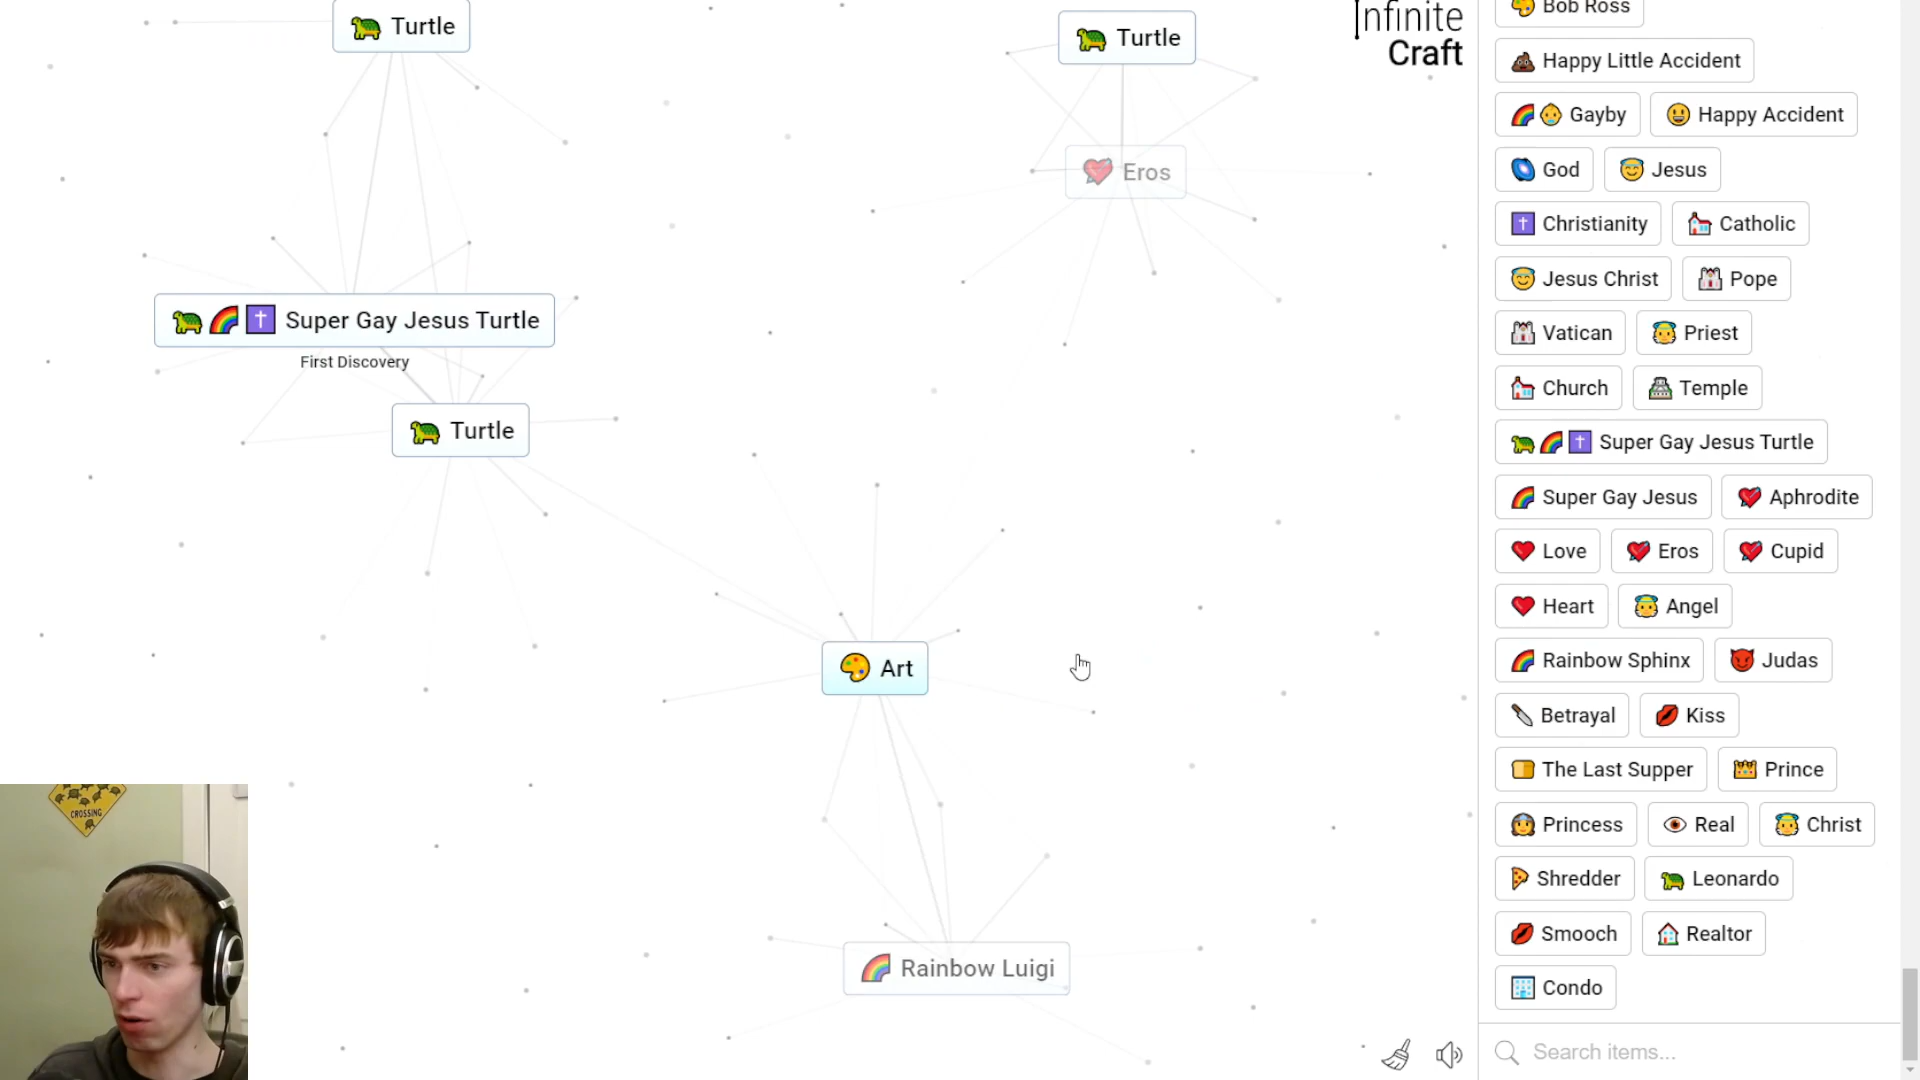 Turtle
Turtle
Infinite
Craft
Eros
Super Gay Jesus Turtle
First Discovery
Turtle
Art
Rainbow Luigi
CROSSING
Bob Ross
Happy Little Accident
Gayby Happy Accident
God Jesus
Christianity Catholic
Jesus Christ Pope
Vatican Priest
Church Temple
Super Gay Jesus Turtle
Super Gay Jesus Aphrodite
Love Eros Cupid
Heart Angel
Rainbow Sphinx Judas
Betrayal Kiss
The Last Supper Prince
Princess Real Christ
Shredder Leonardo
Smooch Realtor
Condo
Search items...